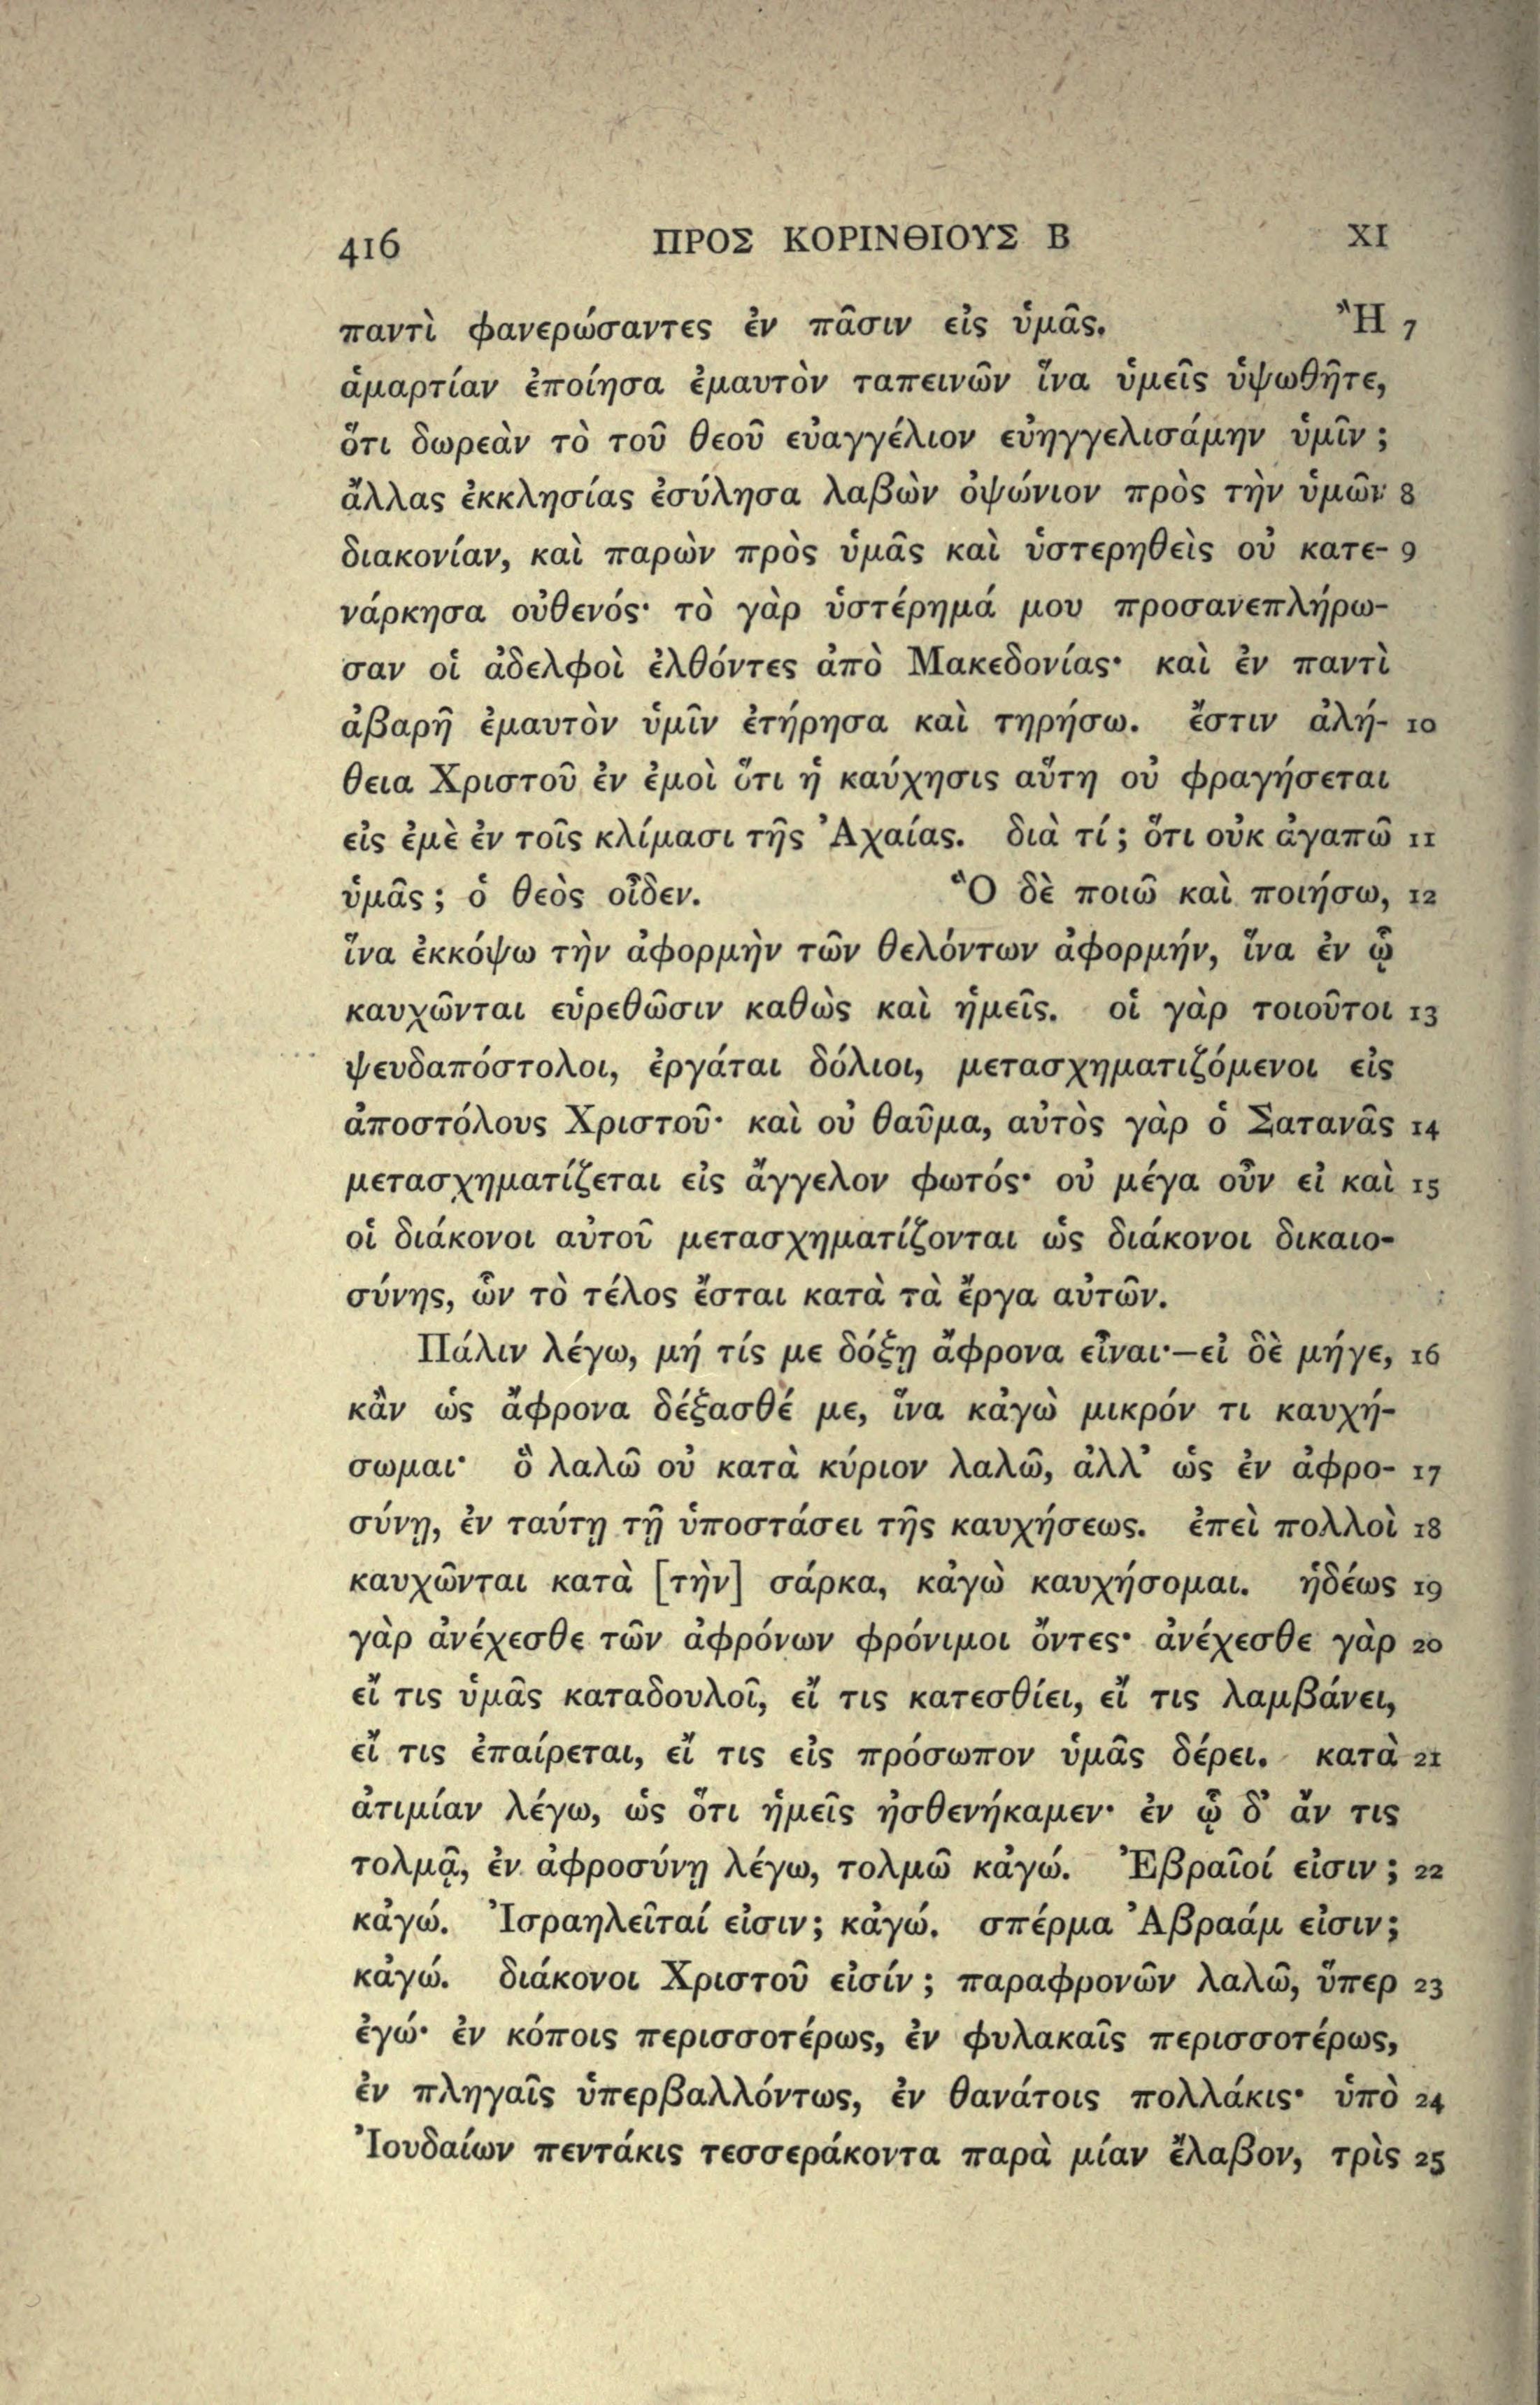 416 ΠΡΟΣ ΚΟΡΙΝΘΙΟΥΣ Β XI
παντὶ φανερώσαντες ἐν πᾶσιν εἰς ὑμᾶς. Ἢ 7
ἁμαρτίαν ἐποίησα ἐμαυτὸν ταπεινῶν ἵνα ὑμεῖς ὑψωθῆτε,
ὅτι δωρεὰν τὸ τοῦ θεοῦ εὐαγγέλιον εὐηγγελισάμην ὑμῖν ;
ἄλλας ἐκκλησίας ἐσύλησα λαβὼν ὀψώνιον πρὸς τὴν ὑμῶν 8
διακονίαν, καὶ παρὼν πρὸς ὑμᾶς καὶ ὑστερηθεὶς οὐ κατε- 9
νάρκησα οὐθενός· τὸ γὰρ ὑστέρημά μου προσανεπλήρω-
σαν οἱ ἀδελφοὶ ἐλθόντες ἀπὸ Μακεδονίας· καὶ ἐν παντὶ
ἀβαρῆ ἐμαυτὸν ὑμῖν ἐτήρησα καὶ τηρήσω. ἔστιν ἀλή- 10
θεια Χριστοῦ ἐν ἐμοὶ ὅτι ἡ καύχησις αὕτη οὐ φραγήσεται
εἰς ἐμὲ ἐν τοῖς κλίμασι τῆς Ἀχαίας. διὰ τί ; ὅτι οὐκ ἀγαπῶ 11
ὑμᾶς ; ὁ θεὸς οἶδεν. Ὃ δὲ ποιῶ καὶ ποιήσω, 12
ἵνα ἐκκόψω τὴν ἀφορμὴν τῶν θελόντων ἀφορμήν, ἵνα ἐν ᾧ
καυχῶνται εὑρεθῶσιν καθὼς καὶ ἡμεῖς. οἱ γὰρ τοιοῦτοι 13
ψευδαπόστολοι, ἐργάται δόλιοι, μετασχηματιζόμενοι εἰς
ἀποστόλους Χριστοῦ· καὶ οὐ θαῦμα, αὐτὸς γὰρ ὁ Σατανᾶς 14
μετασχηματίζεται εἰς ἄγγελον φωτός· οὐ μέγα οὖν εἰ καὶ 15
οἱ διάκονοι αὐτοῦ μετασχηματίζονται ὡς διάκονοι δικαιο-
σύνης, ὧν τὸ τέλος ἔσται κατὰ τὰ ἔργα αὐτῶν.
Πάλιν λέγω, μή τίς με δόξῃ ἄφρονα εἶναι·—εἰ δὲ μήγε, 16
κἂν ὡς ἄφρονα δέξασθέ με, ἵνα κἀγὼ μικρόν τι καυχή-
σωμαι· ὃ λαλῶ οὐ κατὰ κύριον λαλῶ, ἀλλ’ ὡς ἐν ἀφρο- 17
σύνῃ, ἐν ταύτῃ τῇ ὑποστάσει τῆς καυχήσεως. ἐπεὶ πολλοὶ 18
καυχῶνται κατὰ [τὴν] σάρκα, κἀγὼ καυχήσομαι. ἡδέως 19
γὰρ ἀνέχεσθε τῶν ἀφρόνων φρόνιμοι ὄντες· ἀνέχεσθε γὰρ 20
εἴ τις ὑμᾶς καταδουλοῖ, εἴ τις κατεσθίει, εἴ τις λαμβάνει,
εἴ τις ἐπαίρεται, εἴ τις εἰς πρόσωπον ὑμᾶς δέρει. κατὰ 21
ἀτιμίαν λέγω, ὡς ὅτι ἡμεῖς ἠσθενήκαμεν· ἐν ᾧ δ’ ἄν τις
τολμᾷ, ἐν ἀφροσύνῃ λέγω, τολμῶ κἀγώ. Ἐβραῖοί εἰσιν ; 22
κἀγώ. Ἰσραηλεῖταί εἰσιν; κἀγώ. σπέρμα Ἀβραάμ εἰσιν;
κἀγώ. διάκονοι Χριστοῦ εἰσίν ; παραφρονῶν λαλῶ, ὕπερ 23
ἐγώ· ἐν κόποις περισσοτέρως, ἐν φυλακαῖς περισσοτέρως,
ἐν πληγαῖς ὑπερβαλλόντως, ἐν θανάτοις πολλάκις· ὑπὸ 24
Ἰουδαίων πεντάκις τεσσεράκοντα παρὰ μίαν ἔλαβον, τρὶς 25